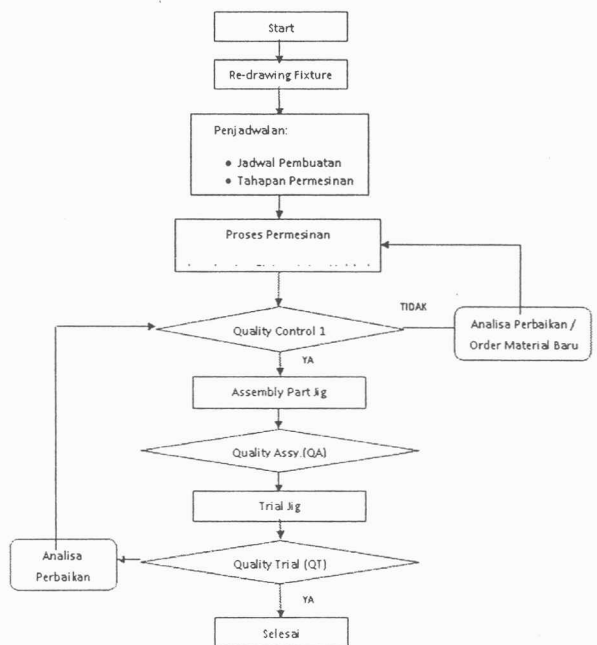 Start
Re-drawing Fixture
Penjadwalan:
• Jadwal Pembuatan
• Tahapan Permesinan
Proses Permesinan
TIDAK
Quality Control 1
Analisa Perbaikan /
Order Material Baru
YA
Assembly Part Jig
Quality Assy.(QA)
Trial Jig
Analisa
Perbaikan
Quality Trial (QT)
YA
Selesai